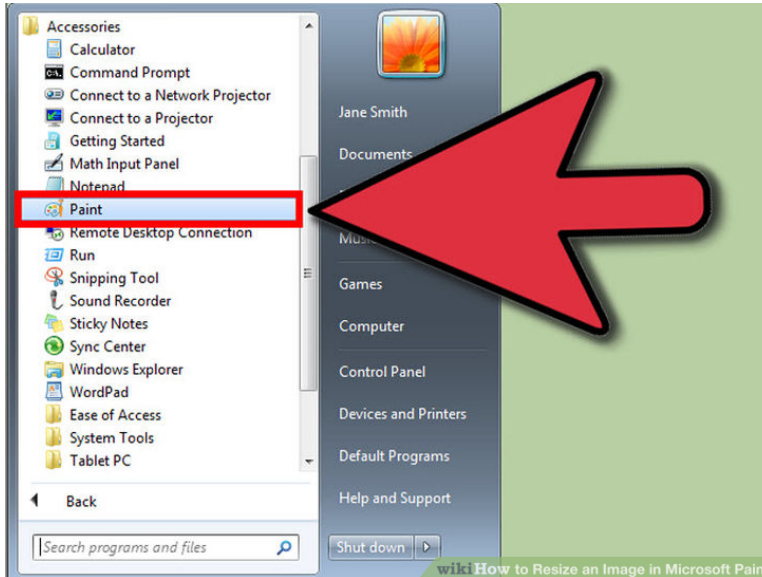 Accessories
Calculator
Command Prompt
Connect to a Network Projector
Connect to a Projector
Getting Started
Math Input Panel
Notepad
Paint
Remote Desktop Connection
Run
Snipping Tool
Sound Recorder
Sticky Notes
Sync Center
Windows Explorer
WordPad
Ease of Access
System Tools
Tablet PC
Back
Search programs and files
Jane Smith
Documents
Games
Computer
Control Panel
Devices and Printers
Default Programs
Help and Support
Shut down
wikiHow to Resize an Image in Microsoft Pain